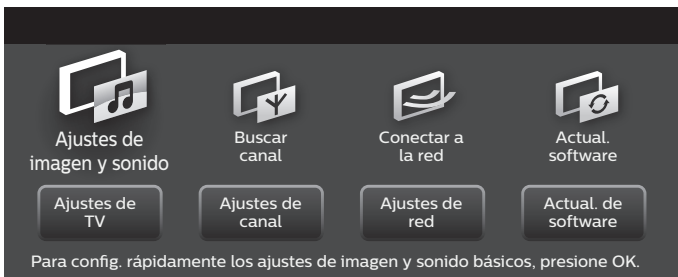 Ajustes de
imagen y sonido
Buscar
canal
Conectar a
la red
Actual.
software
Ajustes de
TV
Ajustes de
canal
Ajustes de
red
Actual. de
software
Para config. rápidamente los ajustes de imagen y sonido básicos, presione OK.